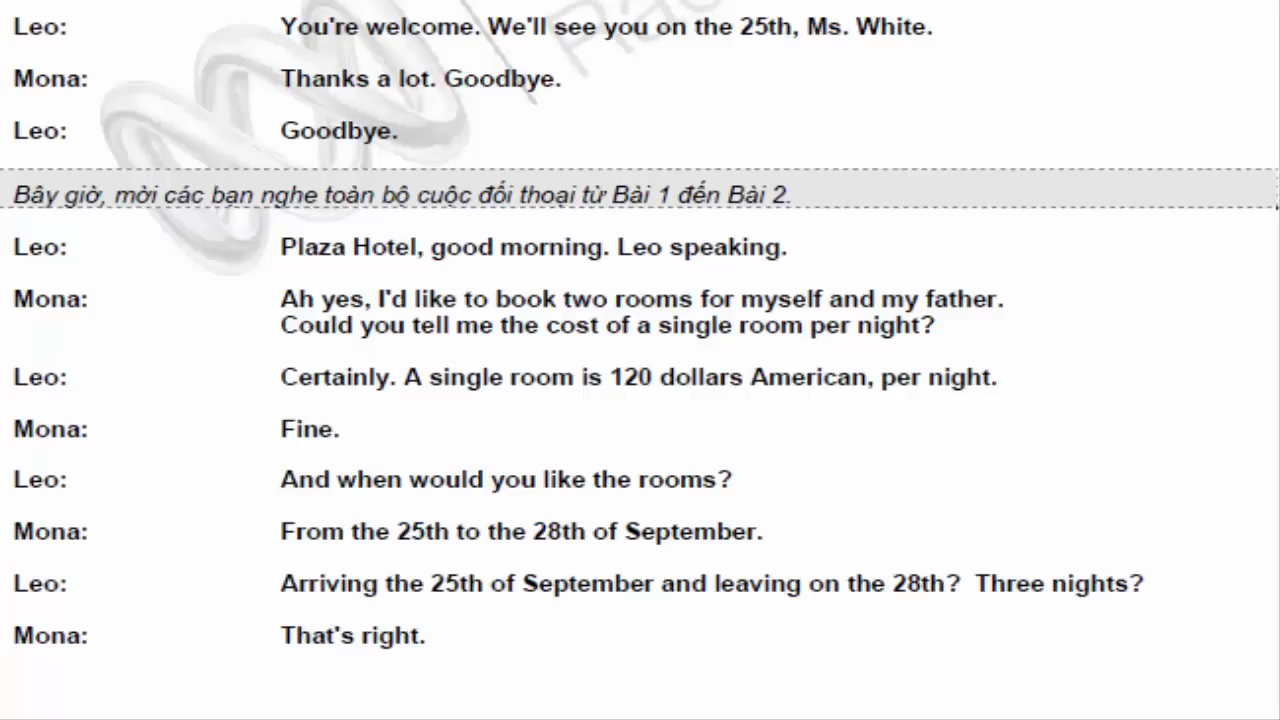 Leo: You're welcome. We'll see you on the 25th, Ms. White.
Mona: Thanks a lot. Goodbye.
Leo: Goodbye.
Bây giờ, mời các bạn nghe toàn bộ cuộc đối thoại từ Bài 1 đến Bài 2.
Leo: Plaza Hotel, good morning. Leo speaking.
Mona: Ah yes, I'd like to book two rooms for myself and my father.
Could you tell me the cost of a single room per night?
Leo: Certainly. A single room is 120 dollars American, per night.
Mona: Fine.
Leo: And when would you like the rooms?
Mona: From the 25th to the 28th of September.
Leo: Arriving the 25th of September and leaving on the 28th?  Three nights?
Mona: That's right.